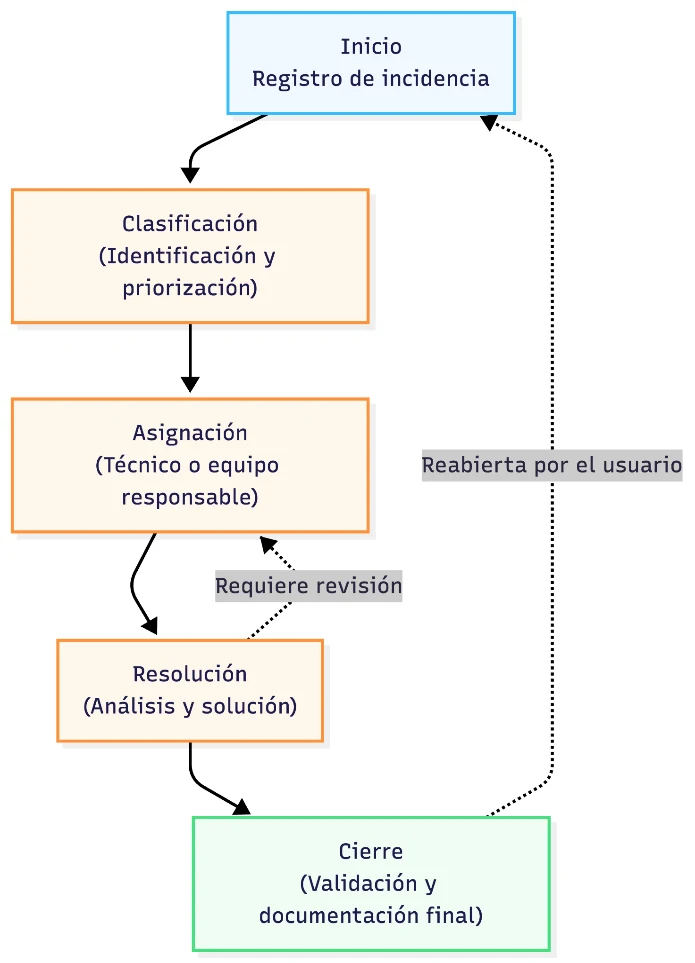 Inicio
Registro de incidencia
Clasificación
(Identificación y
priorización)
Asignación
(Técnico o equipo
responsable)
Reabierta por el usuario
Requiere revisión
Resolución
(Análisis y solución)
Cierre
(Validación y
documentación final)